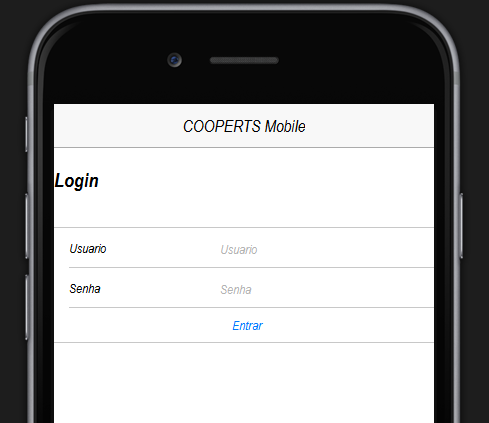 COOPERTS Mobile
Login
Usuario Usuario
Senha Senha
Entrar